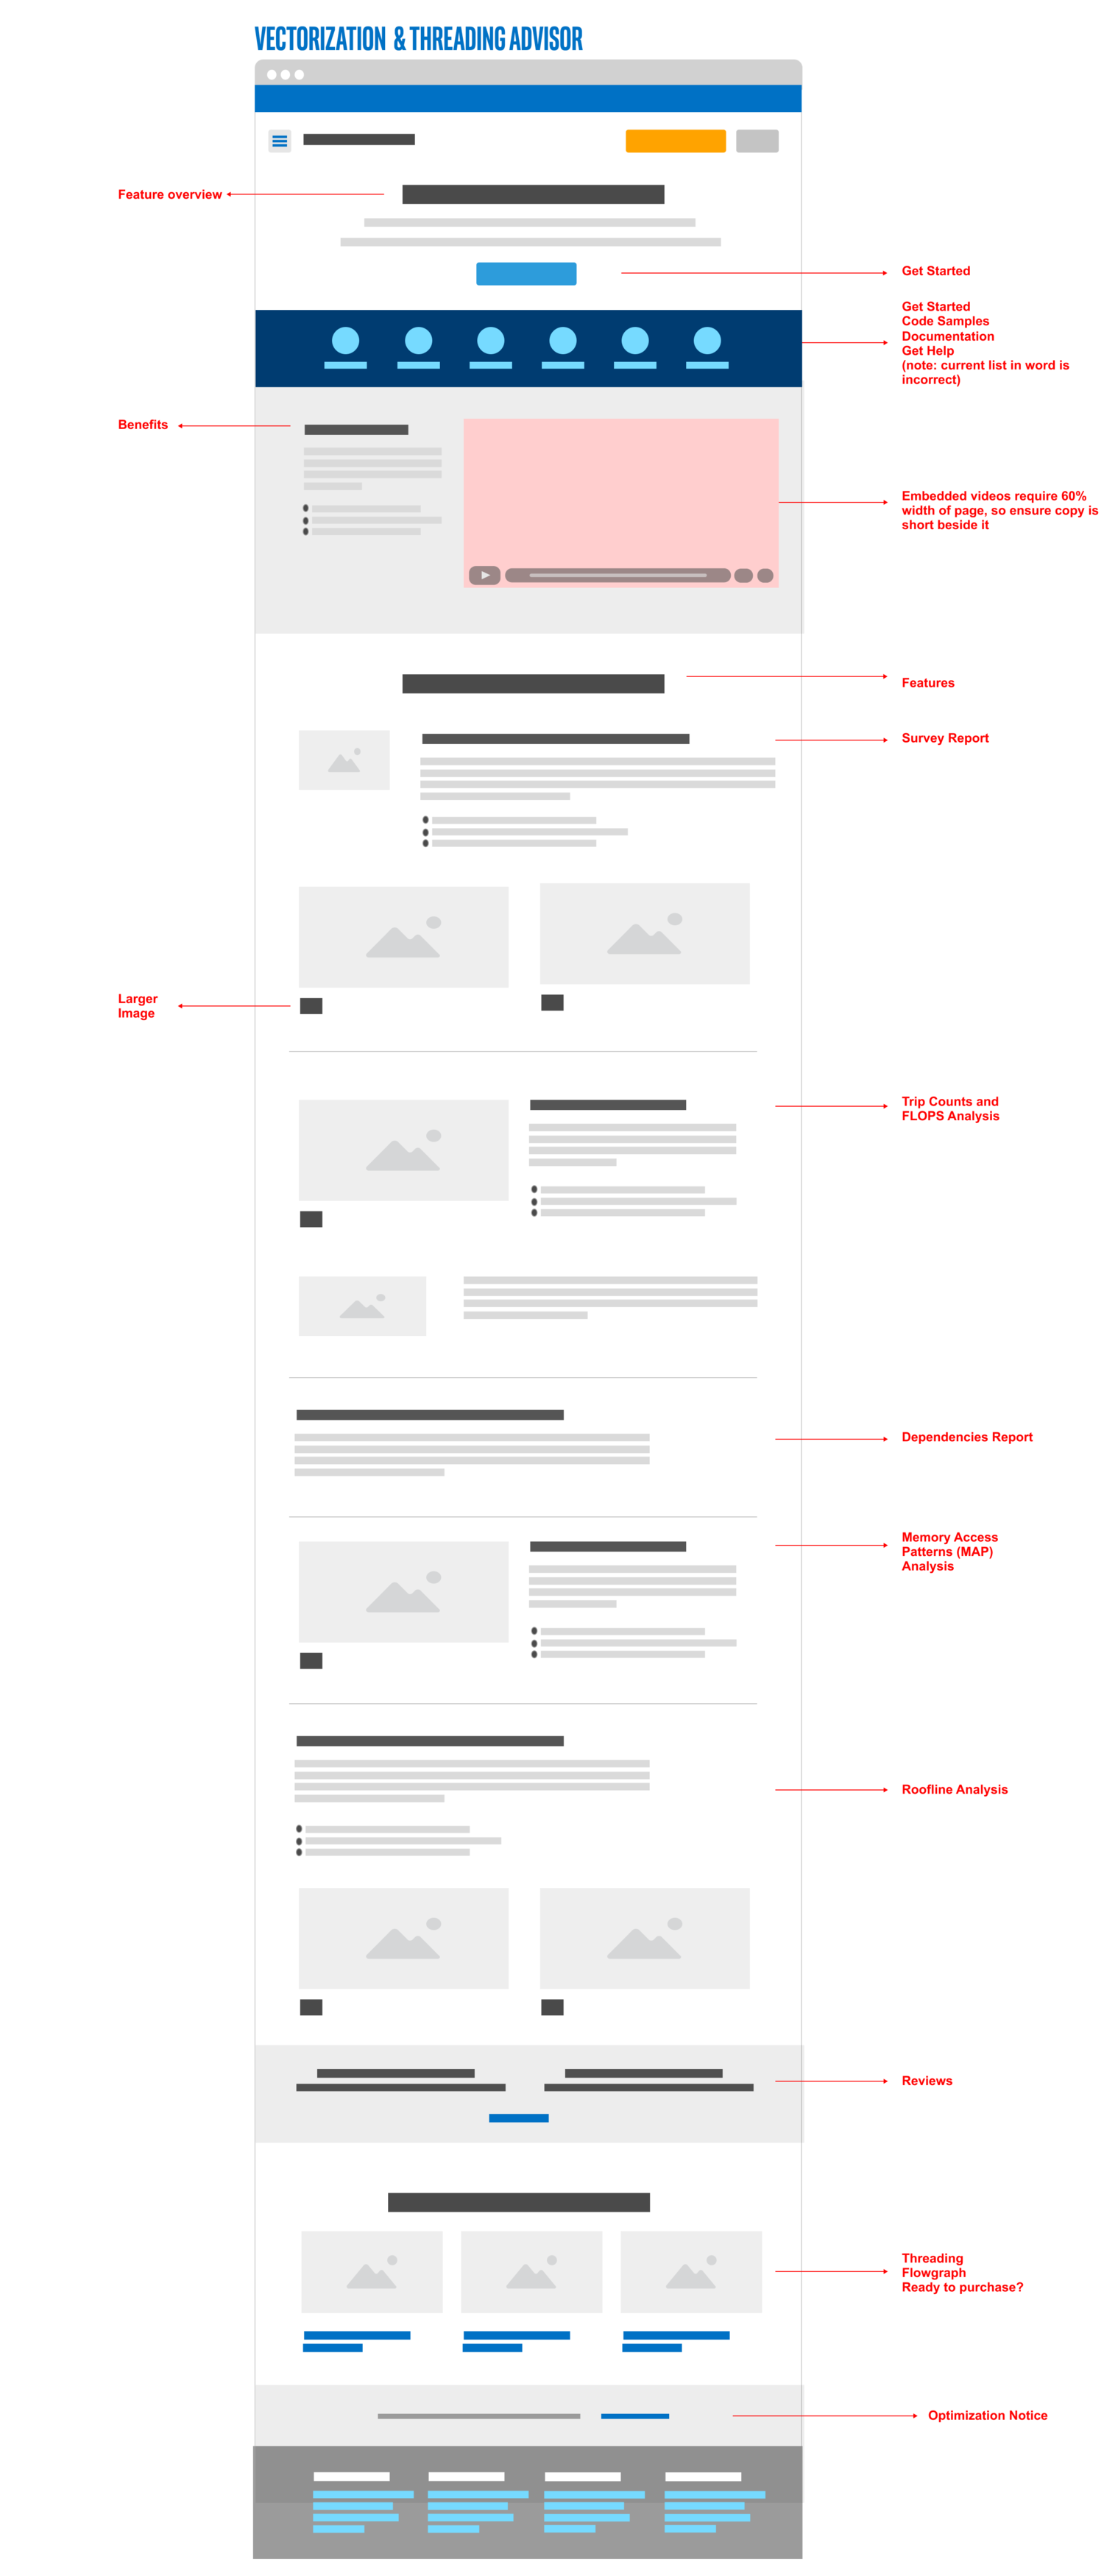 VECTORIZATION & THREADING ADVISOR
Feature overview
Get Started
Get Started
Code Samples
Documentation
Get Help
(note: current list in word is
incorrect)
Benefits
Embedded videos require 60%
width of page, so ensure copy is
short beside it
Features
Survey Report
Larger
Image
Trip Counts and
FLOPS Analysis
Dependencies Report
Memory Access
Patterns (MAP)
Analysis
Roofline Analysis
Reviews
Threading
Flowgraph
Ready to purchase?
Optimization Notice